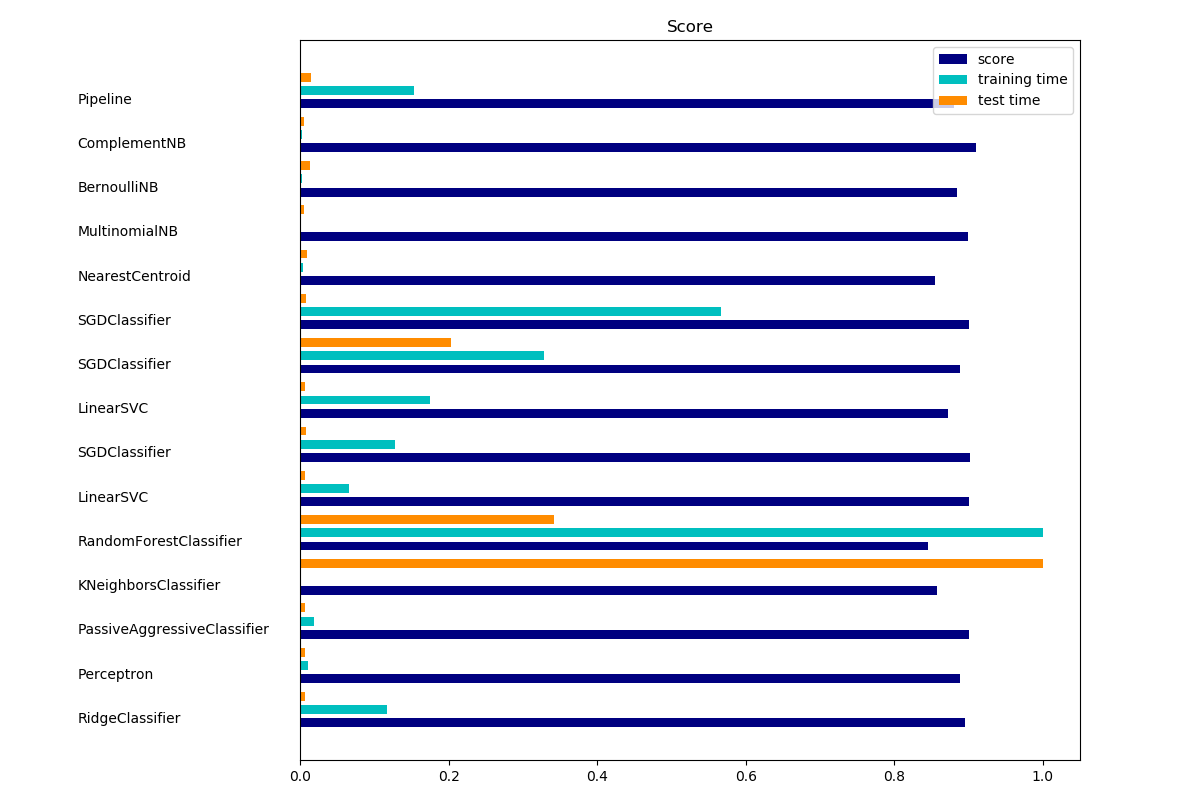 Score
score
training time
test time
Pipeline
ComplementNB
BernoulliNB
MultinomialNB
NearestCentroid
SGDClassifier
SGDClassifier
LinearSVC
SGDClassifier
LinearSVC
RandomForestClassifier
KNeighborsClassifier
PassiveAggressiveClassifier
Perceptron
RidgeClassifier
0.0 0.2 0.4 0.6 0.8 1.0